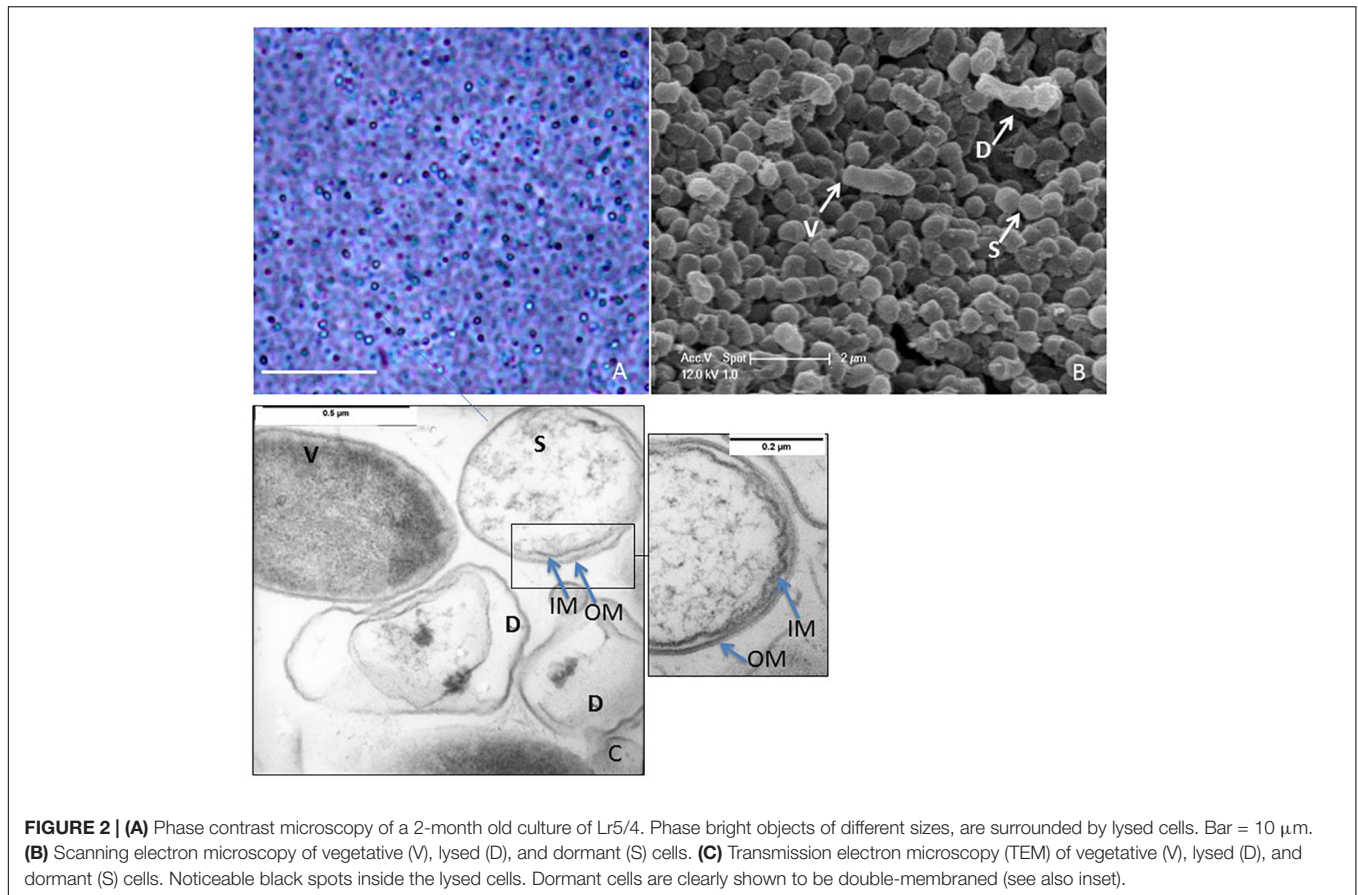 A
D
V
S
Acc.V Spot 2 µm
12.0 kV 1.0
B
0.5 µm
V
S
IM OM
D
D
C
0.2 µm
IM
OM
FIGURE 2 | (A) Phase contrast microscopy of a 2-month old culture of Lr5/4. Phase bright objects of different sizes, are surrounded by lysed cells. Bar = 10 µm.
(B) Scanning electron microscopy of vegetative (V), lysed (D), and dormant (S) cells. (C) Transmission electron microscopy (TEM) of vegetative (V), lysed (D), and
dormant (S) cells. Noticeable black spots inside the lysed cells. Dormant cells are clearly shown to be double-membraned (see also inset).